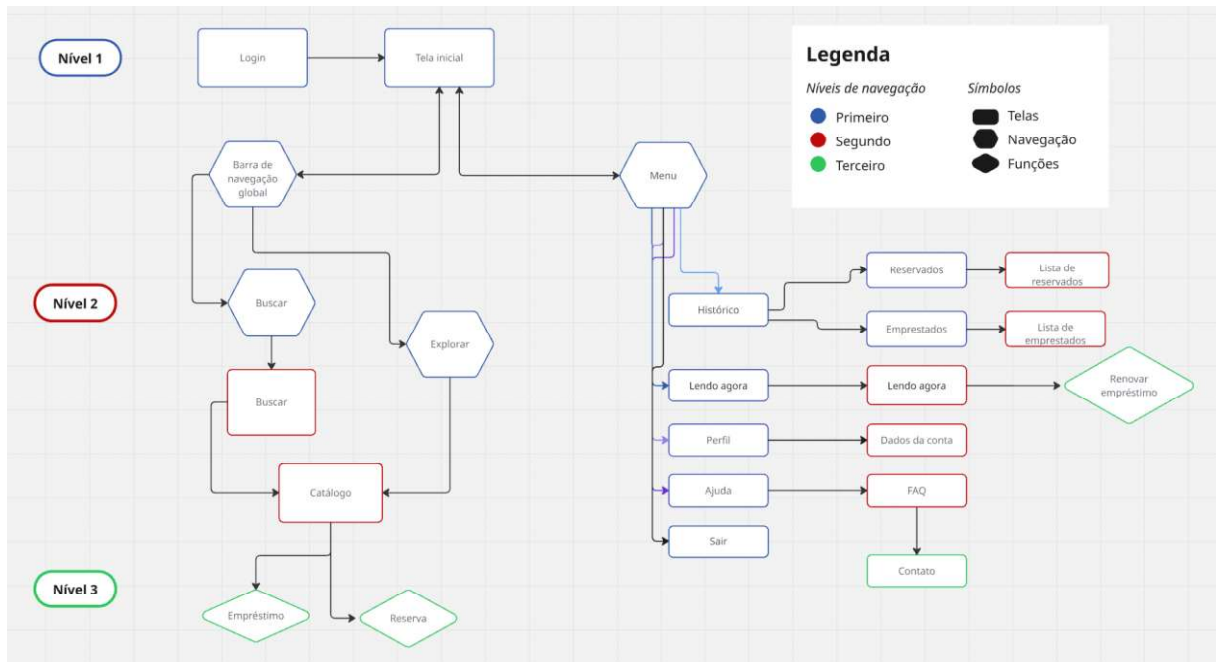 Nível 1
Login
Tela inicial
Legenda
Níveis de navegação
Símbolos
Primeiro
Telas
Segundo
Navegação
Terceiro
Funções
Barra de
navegação
global
Menu
Nível 2
Buscar
Explorar
Buscar
Catálogo
Histórico
Reservados
Lista de
reservados
Emprestados
Lista de
emprestados
Lendo agora
Lendo agora
Renovar
empréstimo
Perfil
Dados da conta
Ajuda
FAQ
Sair
Contato
Nível 3
Empréstimo
Reserva